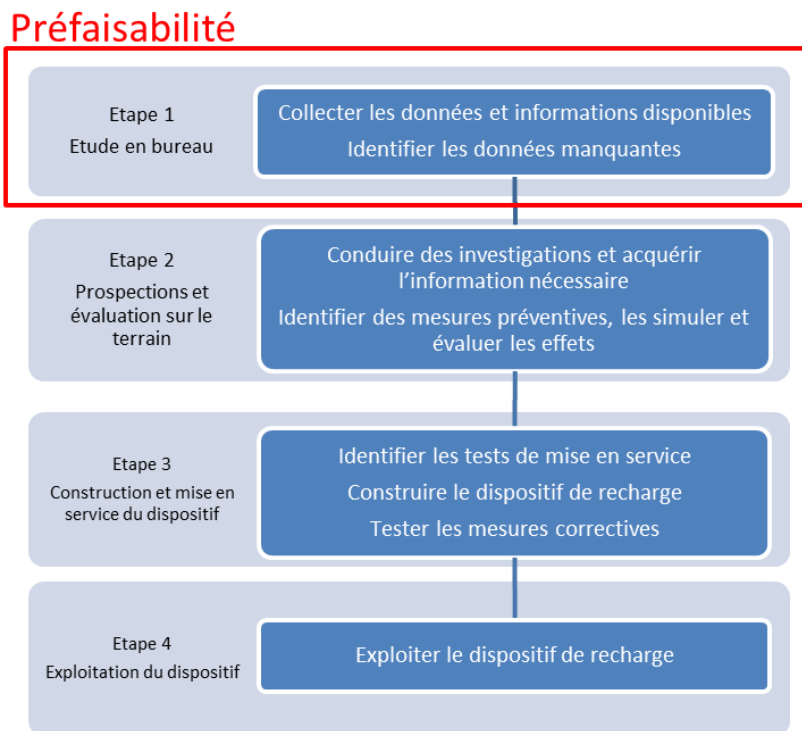 Préfaisabilité
Etape 1
Etude en bureau
Collecter les données et informations disponibles
Identifier les données manquantes
Etape 2
Prospections et
évaluation sur le
terrain
Conduire des investigations et acquérir
l’information nécessaire
Identifier des mesures préventives, les simuler et
évaluer les effets
Etape 3
Construction et mise en
service du dispositif
Identifier les tests de mise en service
Construire le dispositif de recharge
Tester les mesures correctives
Etape 4
Exploitation du dispositif
Exploiter le dispositif de recharge